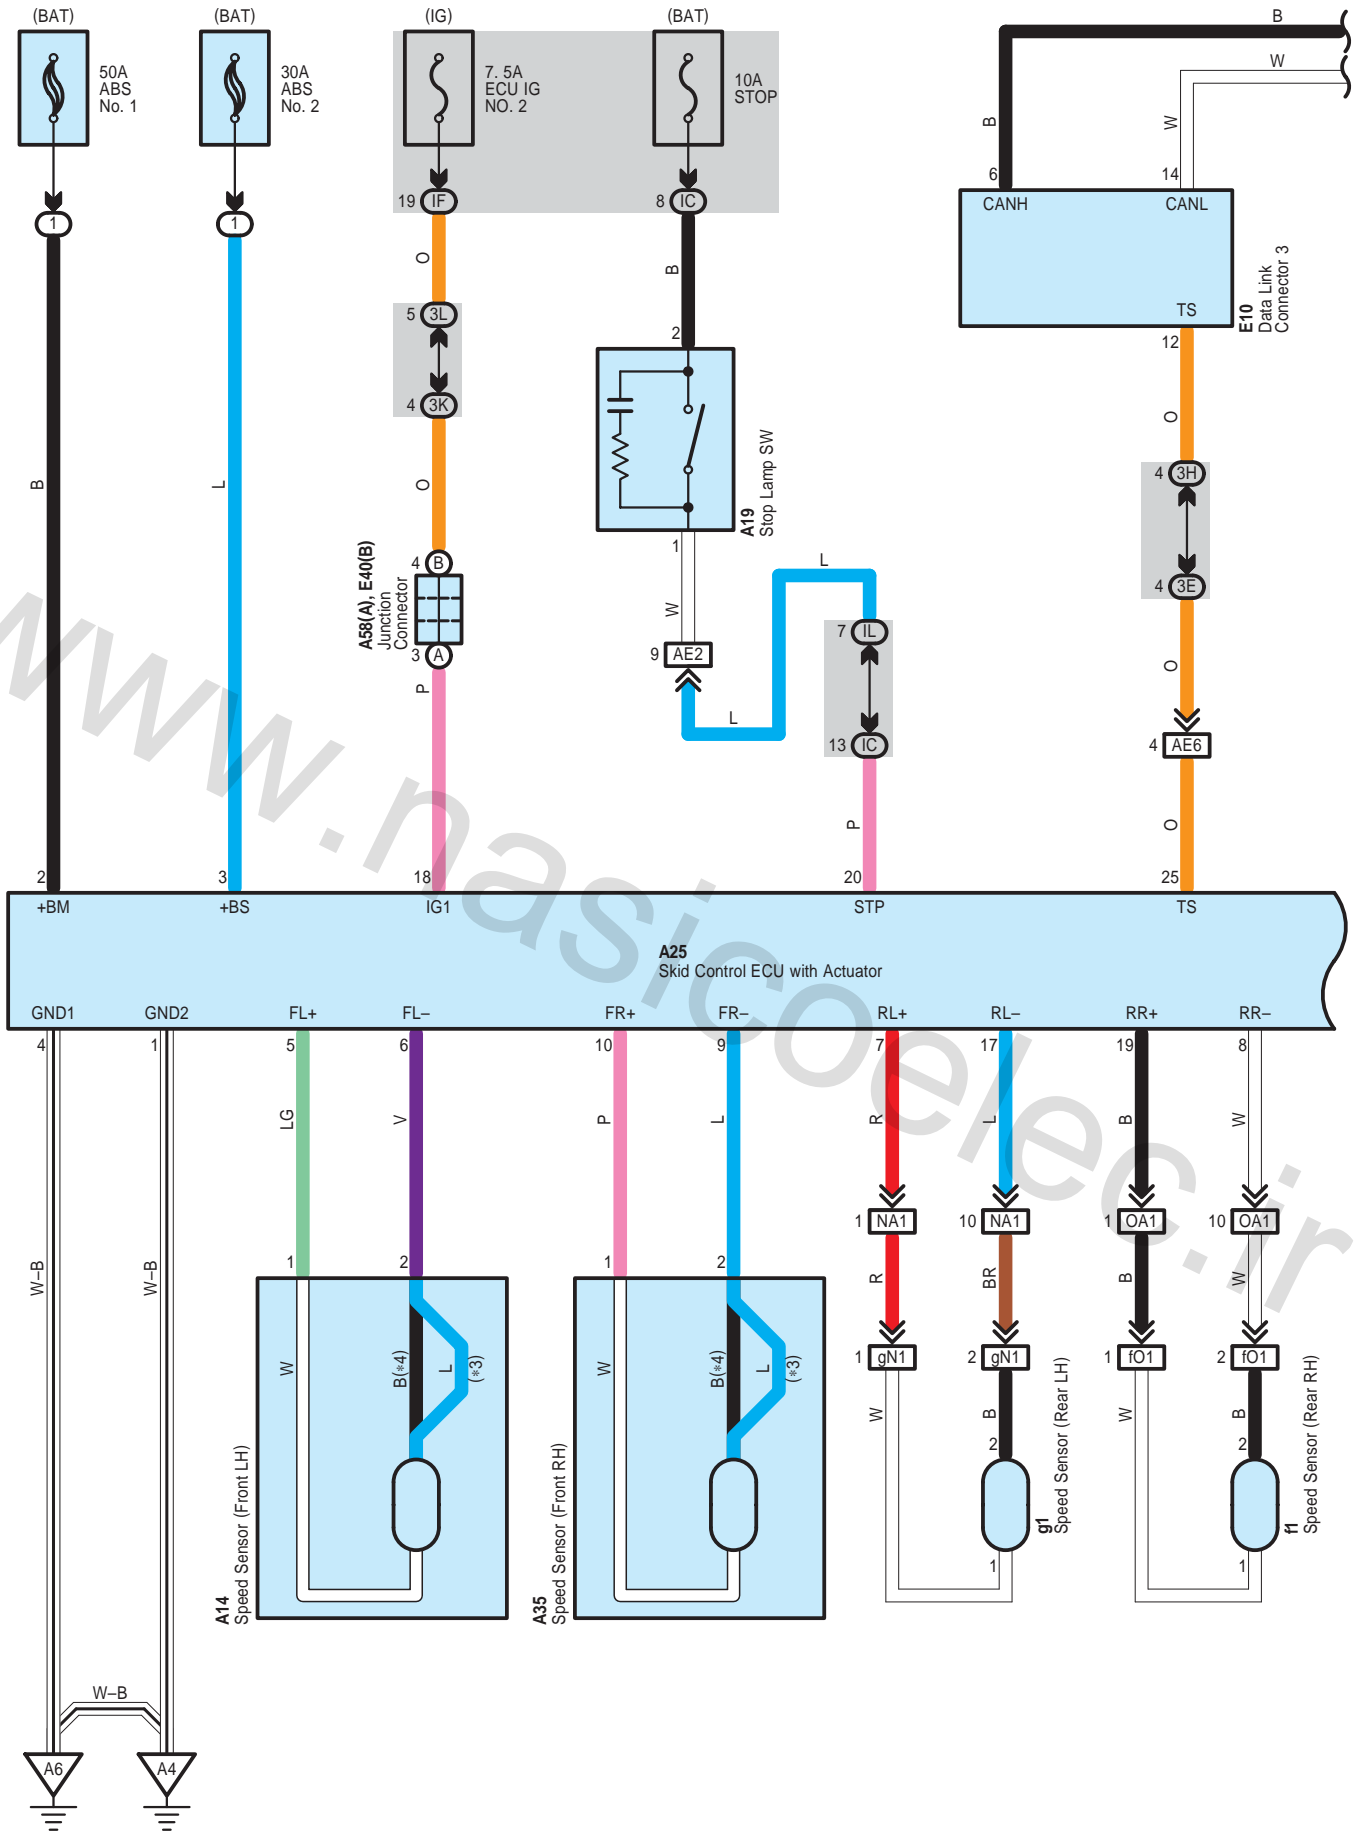 (BAT)
(BAT)
(IG)
(BAT)
B
W
50A
ABS
No. 1
30A
ABS
No. 2
7. 5A
ECU IG
NO. 2
10A
STOP
B
W
6
14
1
1
19 IF
8 IC
CANH
CANL
TS
E10
Data Link
Connector 3
O
B
5 3L
2
12
4 3K
O
B
L
O
A19
Stop Lamp SW
4 3H
1
L
A58(A), E40(B)
Junction
Connector
4 B
3 A
W
4 3E
7 IL
9 AE2
P
O
L
13 IC
4 AE6
P
O
2
3
18
20
25
+BM
+BS
IG1
STP
TS
A25
Skid Control ECU with Actuator
GND1
GND2
FL+
FL–
FR+
FR–
RL+
RL–
RR+
RR–
4
1
5
6
10
9
7
17
19
8
LG
V
P
L
R
L
B
W
1 NA1
10 NA1
1 OA1
10 OA1
W–B
W–B
1
2
1
2
R
BR
B
W
W
B(*4)
L
(*3)
W
B(*4)
L
(*3)
1 gN1
2 gN1
1 fO1
2 fO1
W
B
W
B
2
2
A14
Speed Sensor (Front LH)
A35
Speed Sensor (Front RH)
g1
Speed Sensor (Rear LH)
f1
Speed Sensor (Rear RH)
1
1
W–B
A6
A4
www.nasicoelec.ir